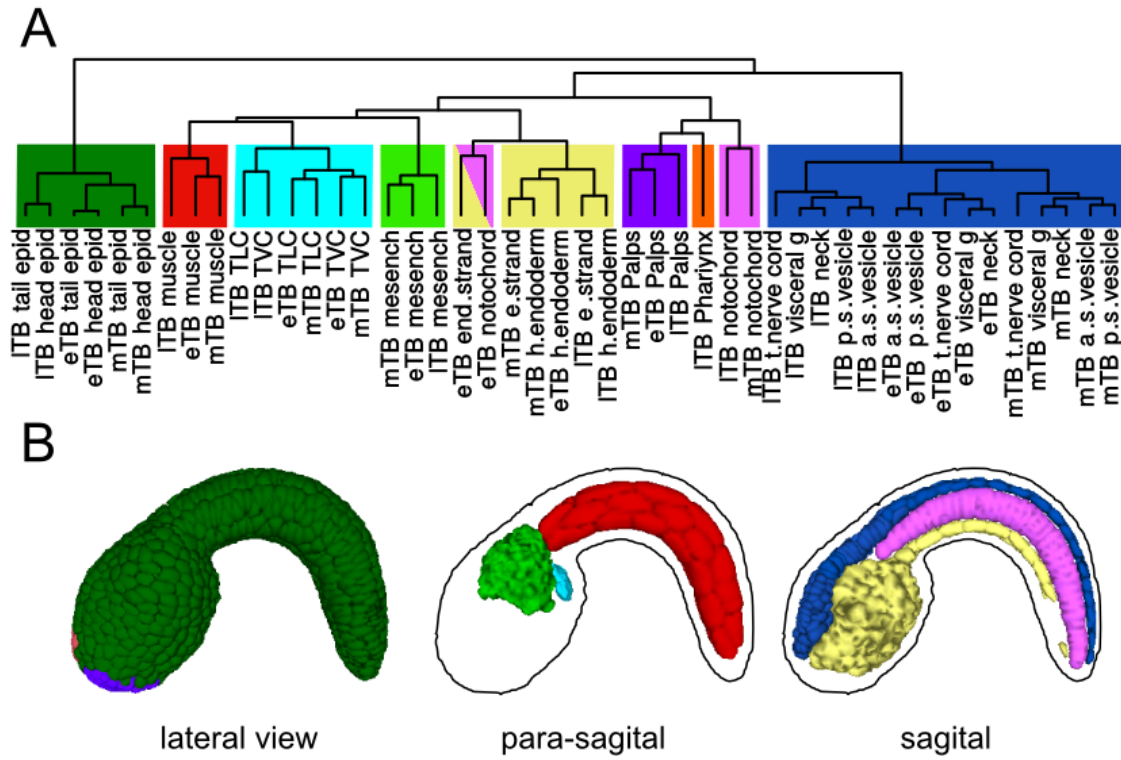 A
lTB tail epid
lTB head epid
eTB tail epid
eTB head epid
mTB tail epid
mTB head epid
lTB muscle
eTB muscle
mTB muscle
lTB TLC
lTB TVC
eTB TLC
mTB TLC
eTB TVC
mTB TVC
mTB mesench
eTB mesench
lTB mesench
eTB end.strand
eTB notochord
mTB e.strand
mTB h.endoderm
eTB h.endoderm
lTB e.strand
lTB h.endoderm
mTB Palps
eTB Palps
lTB Palps
lTB Phariynx
lTB notochord
mTB notochord
lTB t.nerve cord
lTB visceral g
lTB neck
lTB p.s.vesicle
lTB a.s.vesicle
eTB a.s.vesicle
eTB p.s.vesicle
eTB t.nerve cord
eTB visceral g
eTB neck
mTB t.nerve cord
mTB visceral g
mTB neck
mTB a.s.vesicle
mTB p.s.vesicle
B
lateral view
para-sagital
sagital